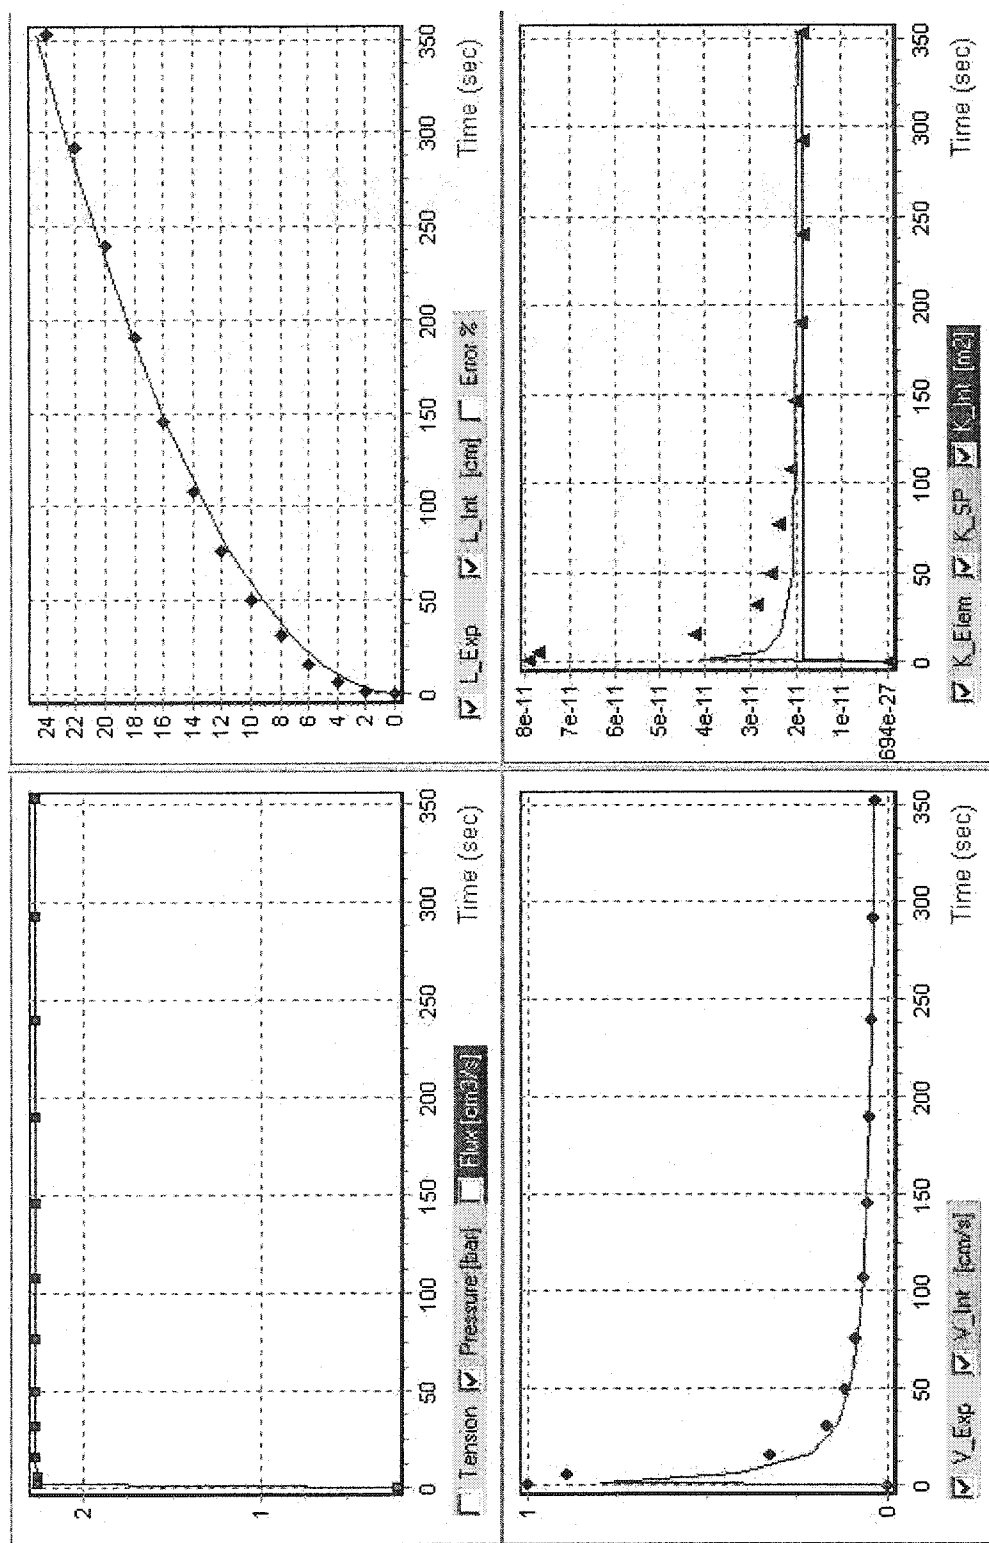 2
1
0 50 100 150 200 250 300 350
Time (sec)
Tension Pressure [bar] Flux [cm3/s]
24
22
20
18
16
14
12
10
8
6
4
2
0
0 50 100 150 200 250 300 350
Time (sec)
L_Exp L_Int [cm] Error %
1
0
0 50 100 150 200 250 300 350
Time (sec)
V_Exp V_Int [cm/s]
8e-11
7e-11
6e-11
5e-11
4e-11
3e-11
2e-11
1e-11
694e-27
0 50 100 150 200 250 300 350
Time (sec)
K_Elem K_SP K_Int [m2]